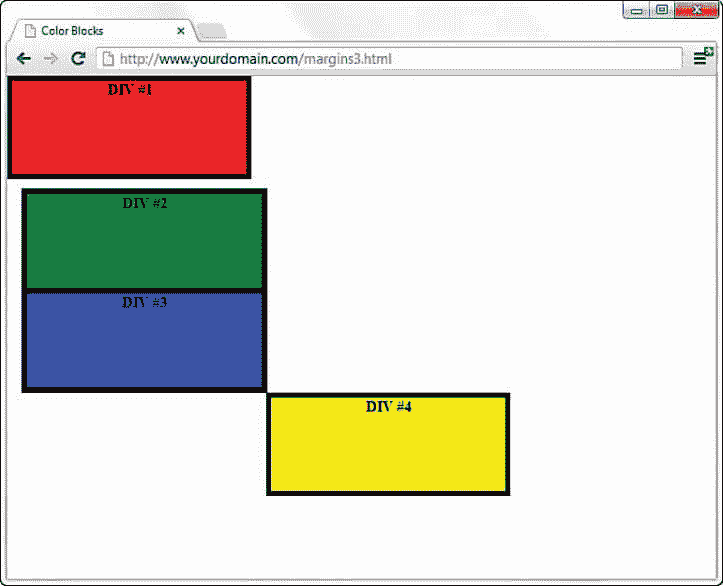 Color Blocks
http://www.yourdomain.com/margins3.html
DIV #1
DIV #2
DIV #3
DIV #4